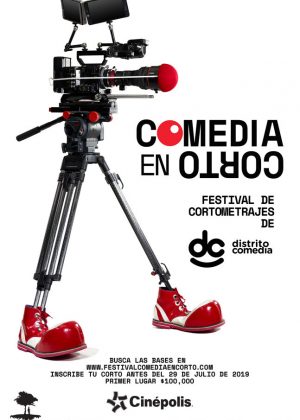 COMEDIA
EN CORTO
FESTIVAL DE
CORTOMETRAJES
DE
dc distrito
comedia
BUSCA LAS BASES EN
WWW.FESTIVALCOMEDIAENCORTO.COM
INSCRIBE TU CORTO ANTES DEL 29 DE JULIO DE 2019
PRIMER LUGAR $100,000
Cinépolis.